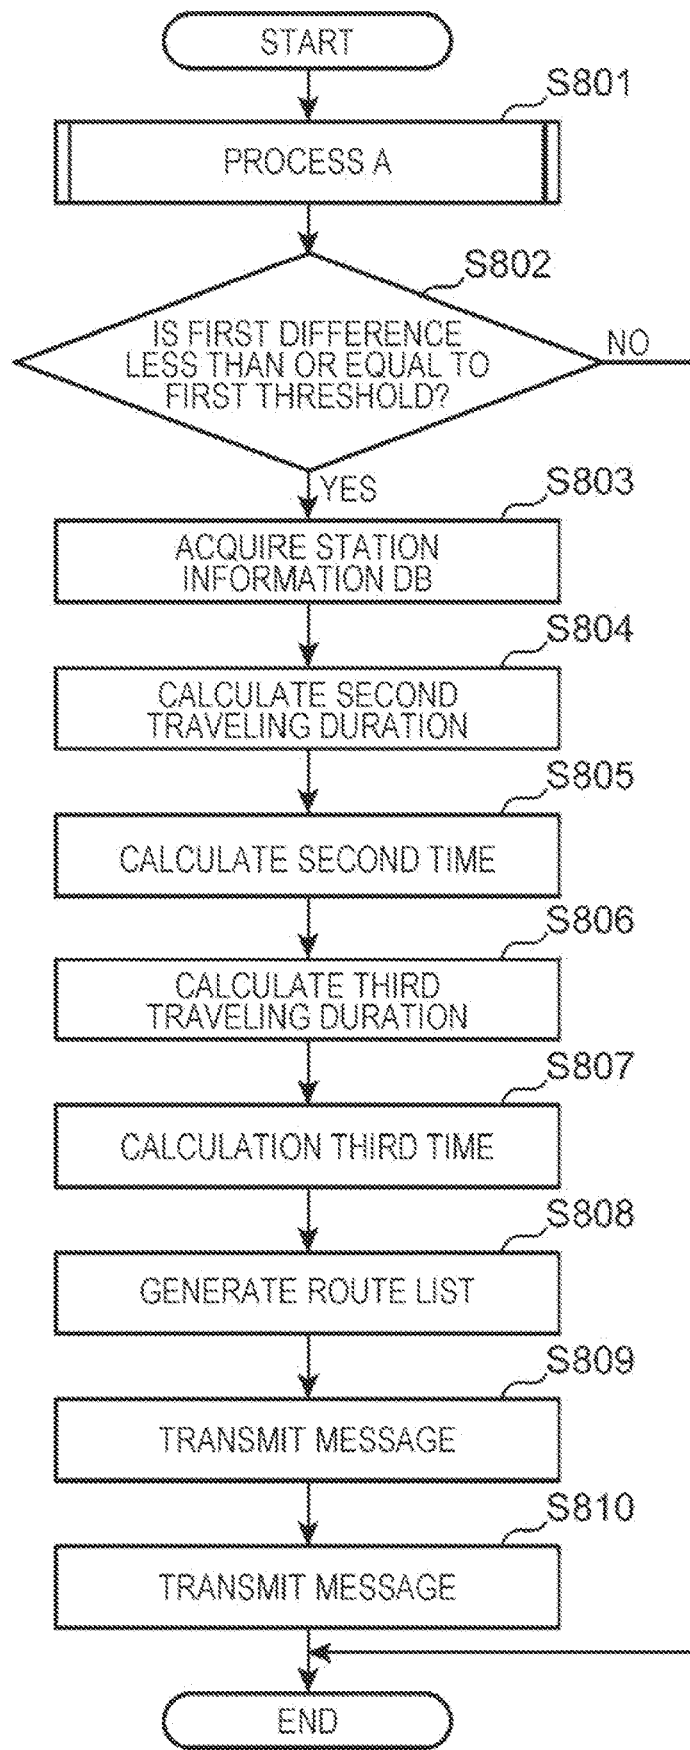 START
S801
PROCESS A
S802
IS FIRST DIFFERENCE
LESS THAN OR EQUAL TO
FIRST THRESHOLD?
NO
YES
S803
ACQUIRE STATION
INFORMATION DB
S804
CALCULATE SECOND
TRAVELING DURATION
S805
CALCULATE SECOND TIME
S806
CALCULATE THIRD
TRAVELING DURATION
S807
CALCULATION THIRD TIME
S808
GENERATE ROUTE LIST
S809
TRANSMIT MESSAGE
S810
TRANSMIT MESSAGE
END